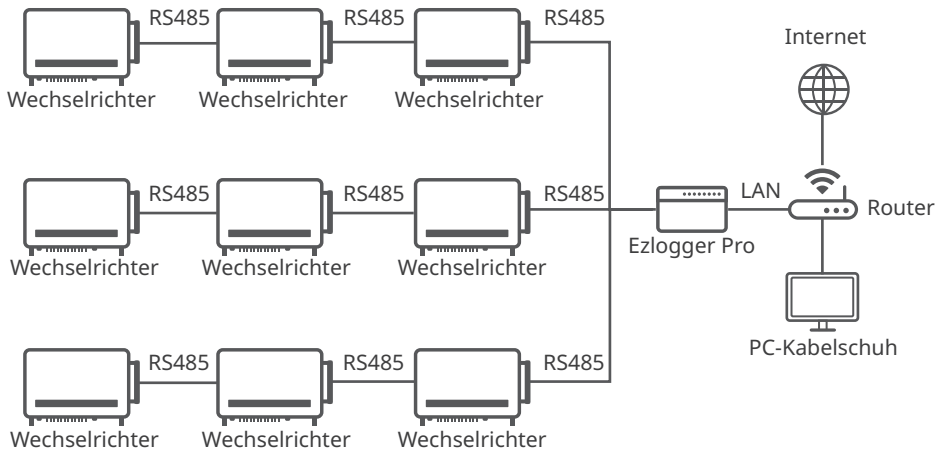 RS485 RS485 RS485
Wechselrichter Wechselrichter Wechselrichter
Internet
RS485 RS485 RS485
LAN
Router
Ezlogger Pro
Wechselrichter Wechselrichter Wechselrichter
PC-Kabelschuh
RS485 RS485 RS485
Wechselrichter Wechselrichter Wechselrichter